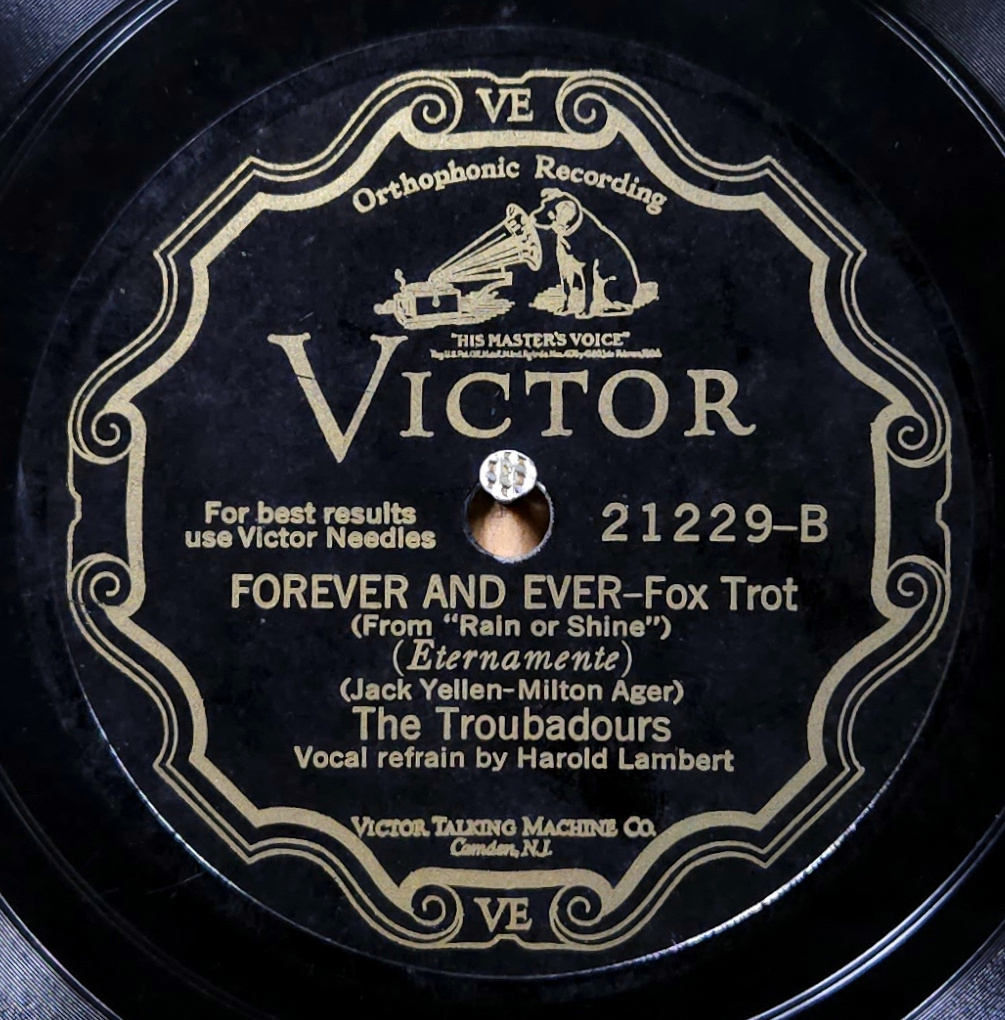 VE
Orthophonic Recording
"HIS MASTER'S VOICE"
VICTOR
For best results
use Victor Needles
21229-B
FOREVER AND EVER-Fox Trot
(From "Rain or Shine")
(Eternamente)
(Jack Yellen-Milton Ager)
The Troubadours
Vocal refrain by Harold Lambert
VICTOR TALKING MACHINE CO.
Camden, N.J.
VE